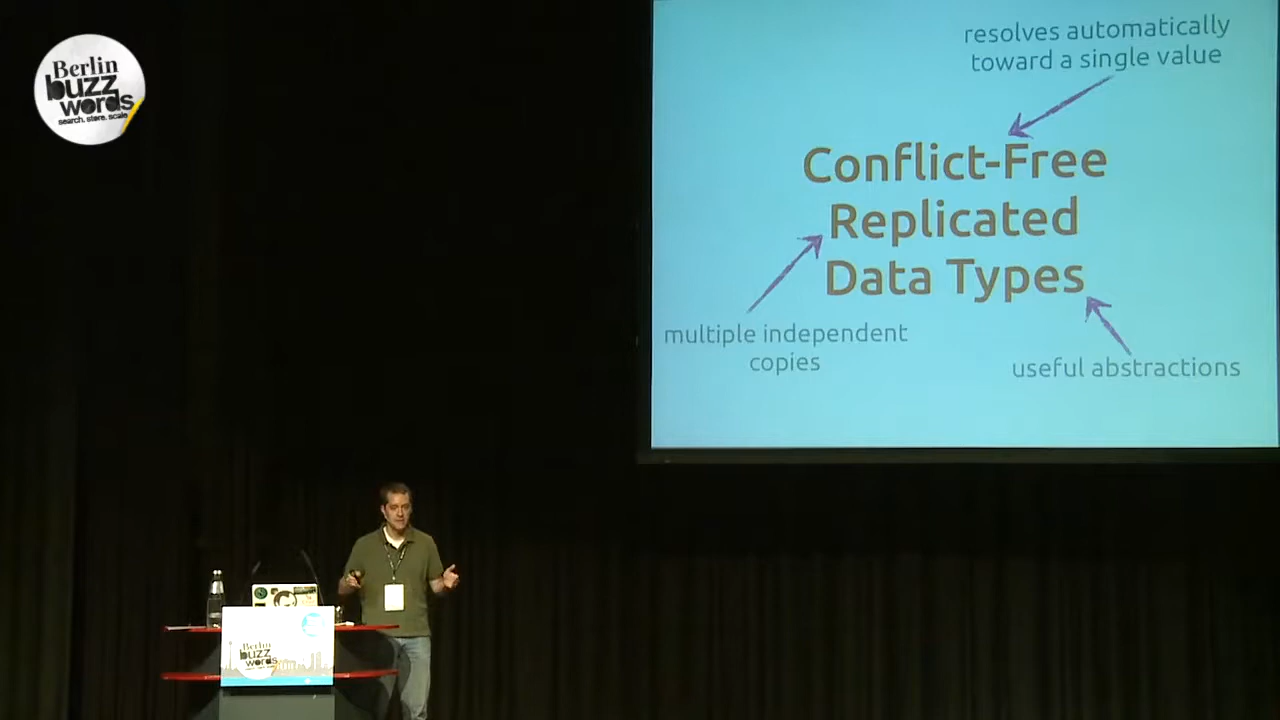 Berlin
buzz
words
search. store. scale.
resolves automatically
toward a single value
Conflict-Free
Replicated
Data Types
multiple independent
copies
useful abstractions
Berlin
buzz
words